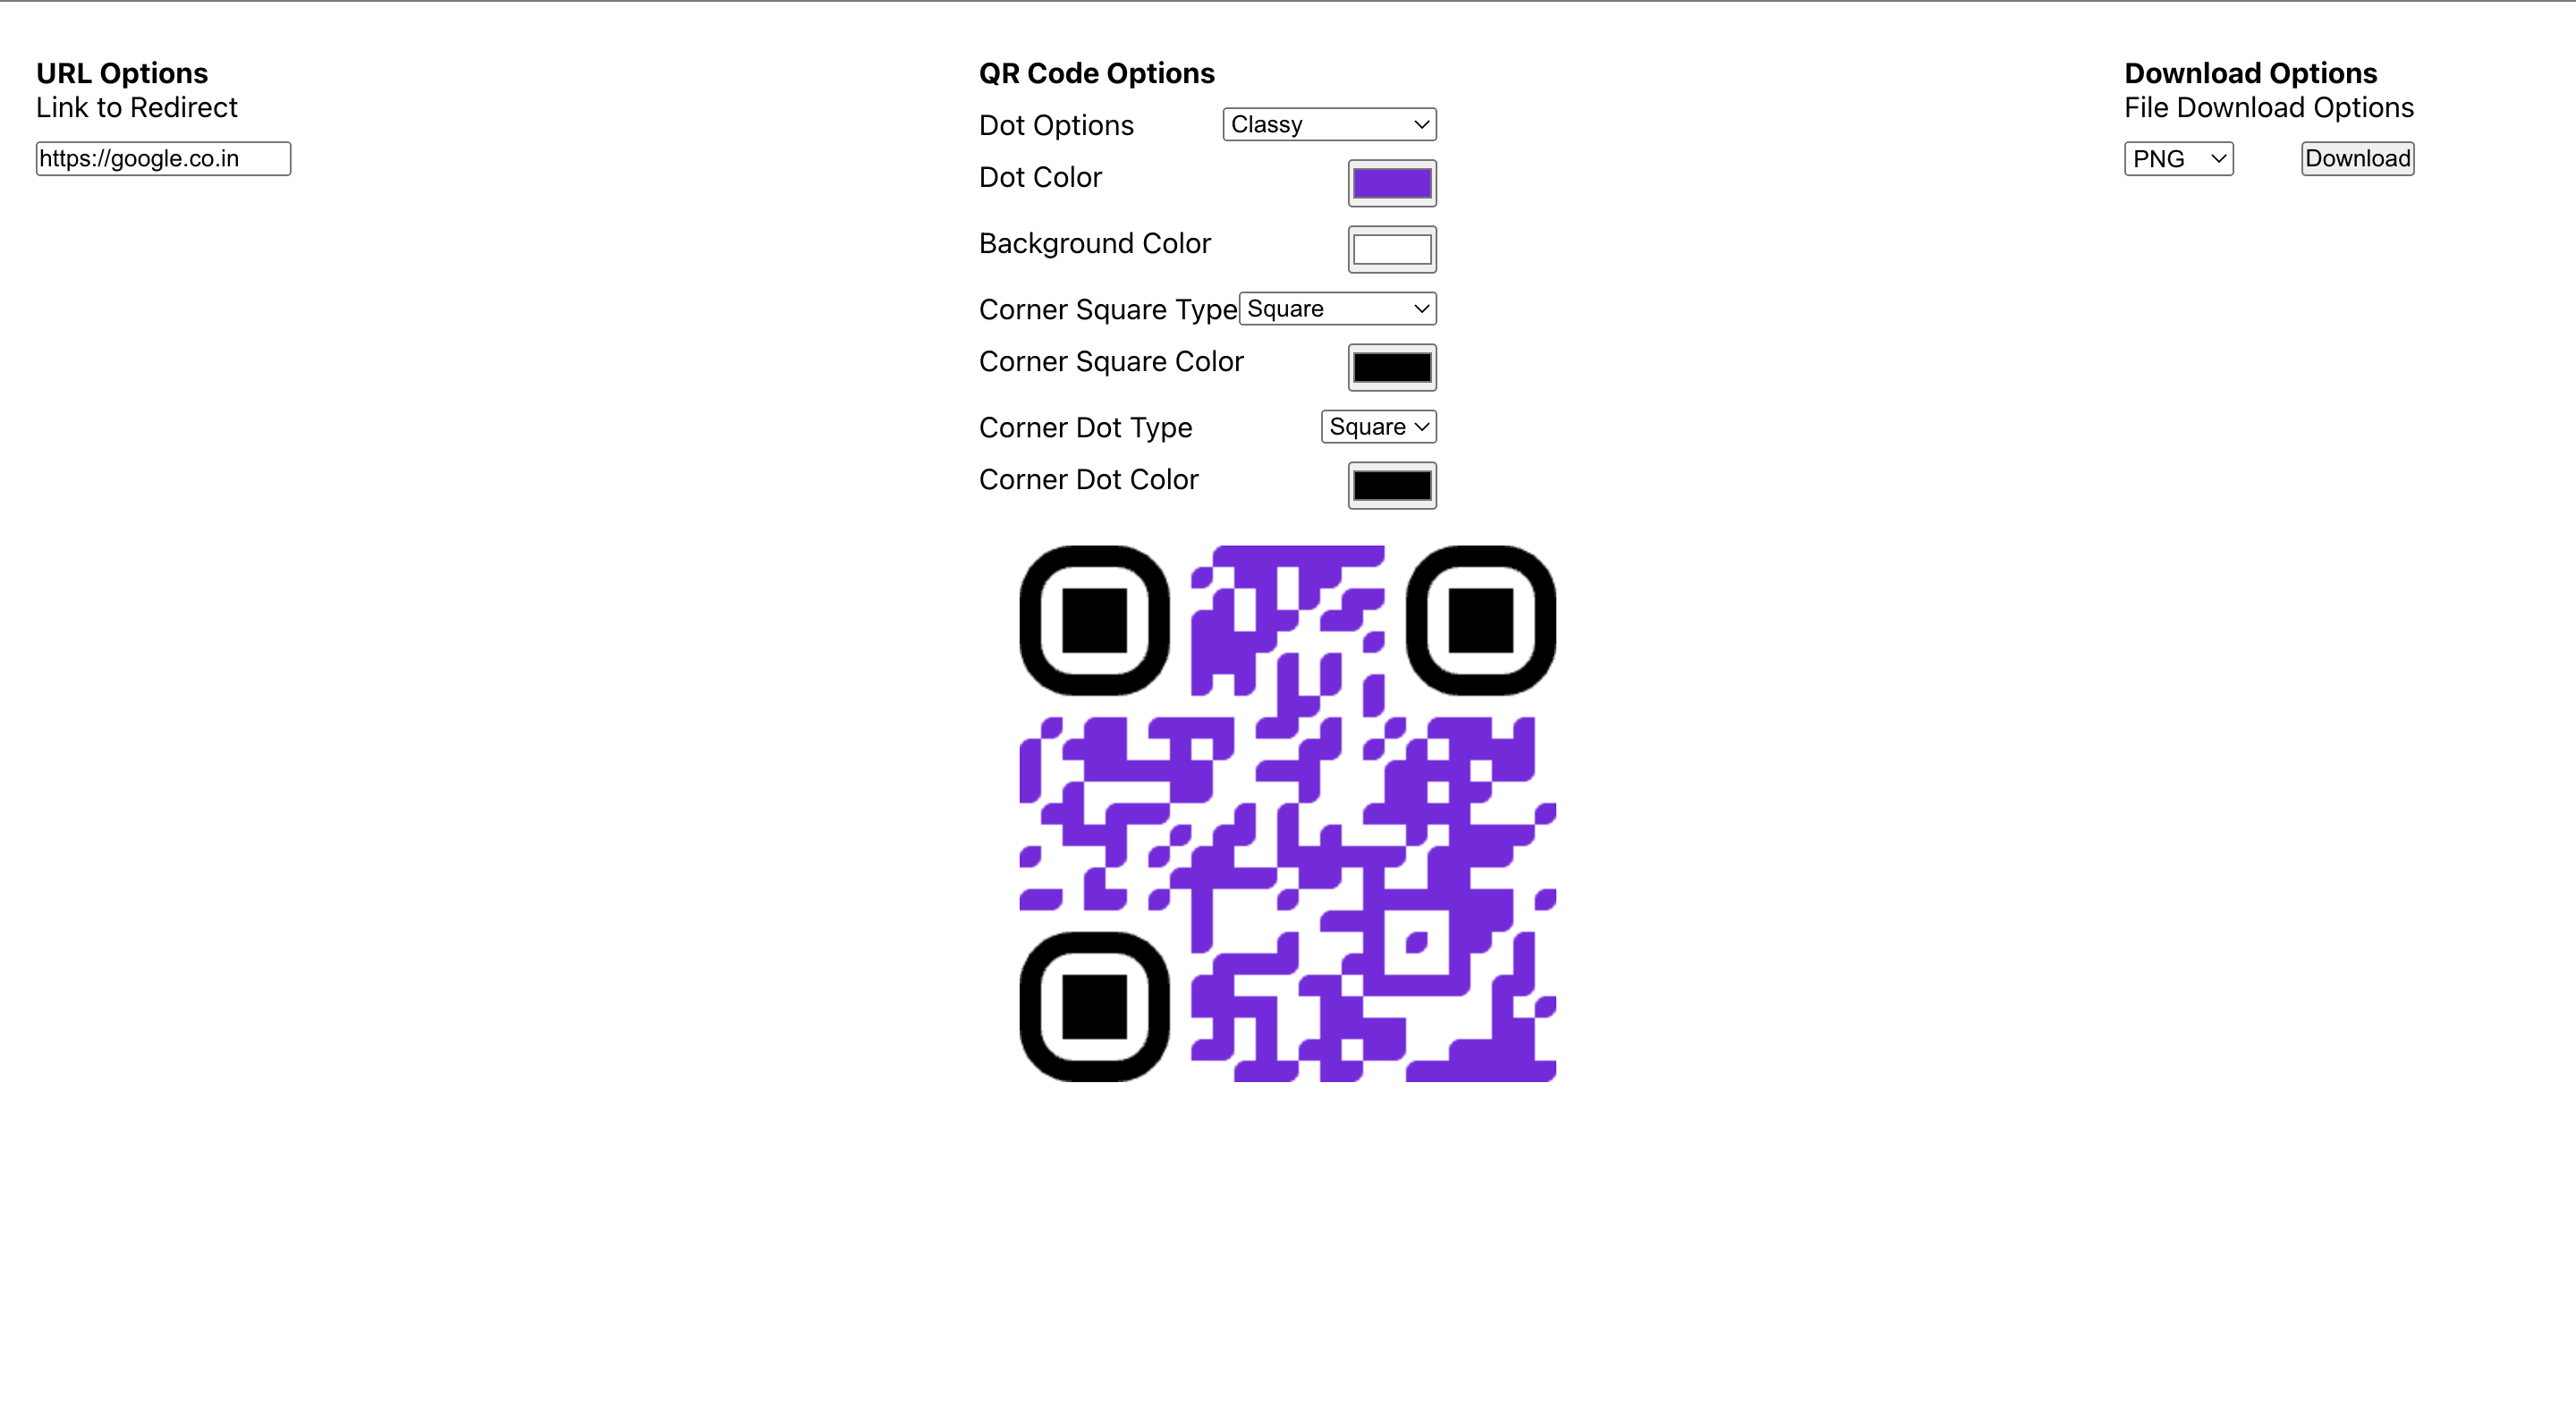 URL Options
Link to Redirect
https://google.co.in
QR Code Options
Dot Options Classy
Dot Color
Background Color
Corner Square Type Square
Corner Square Color
Corner Dot Type Square
Corner Dot Color
Download Options
File Download Options
PNG Download